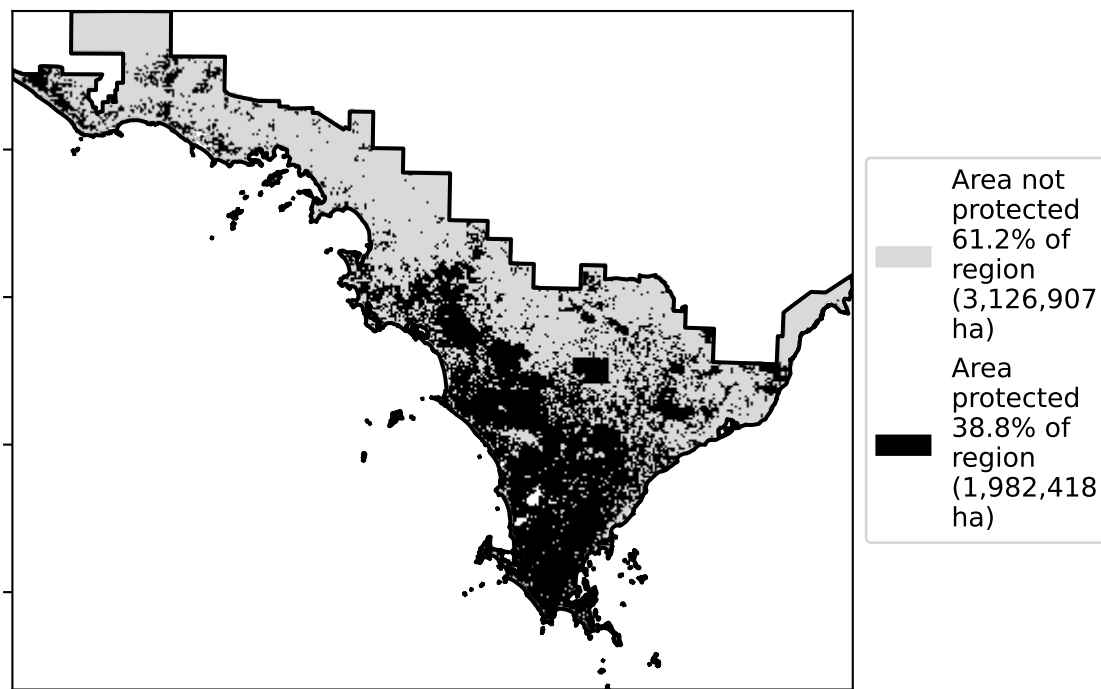 Area not
protected
61.2% of
region
(3,126,907
ha)
Area
protected
38.8% of
region
(1,982,418
ha)